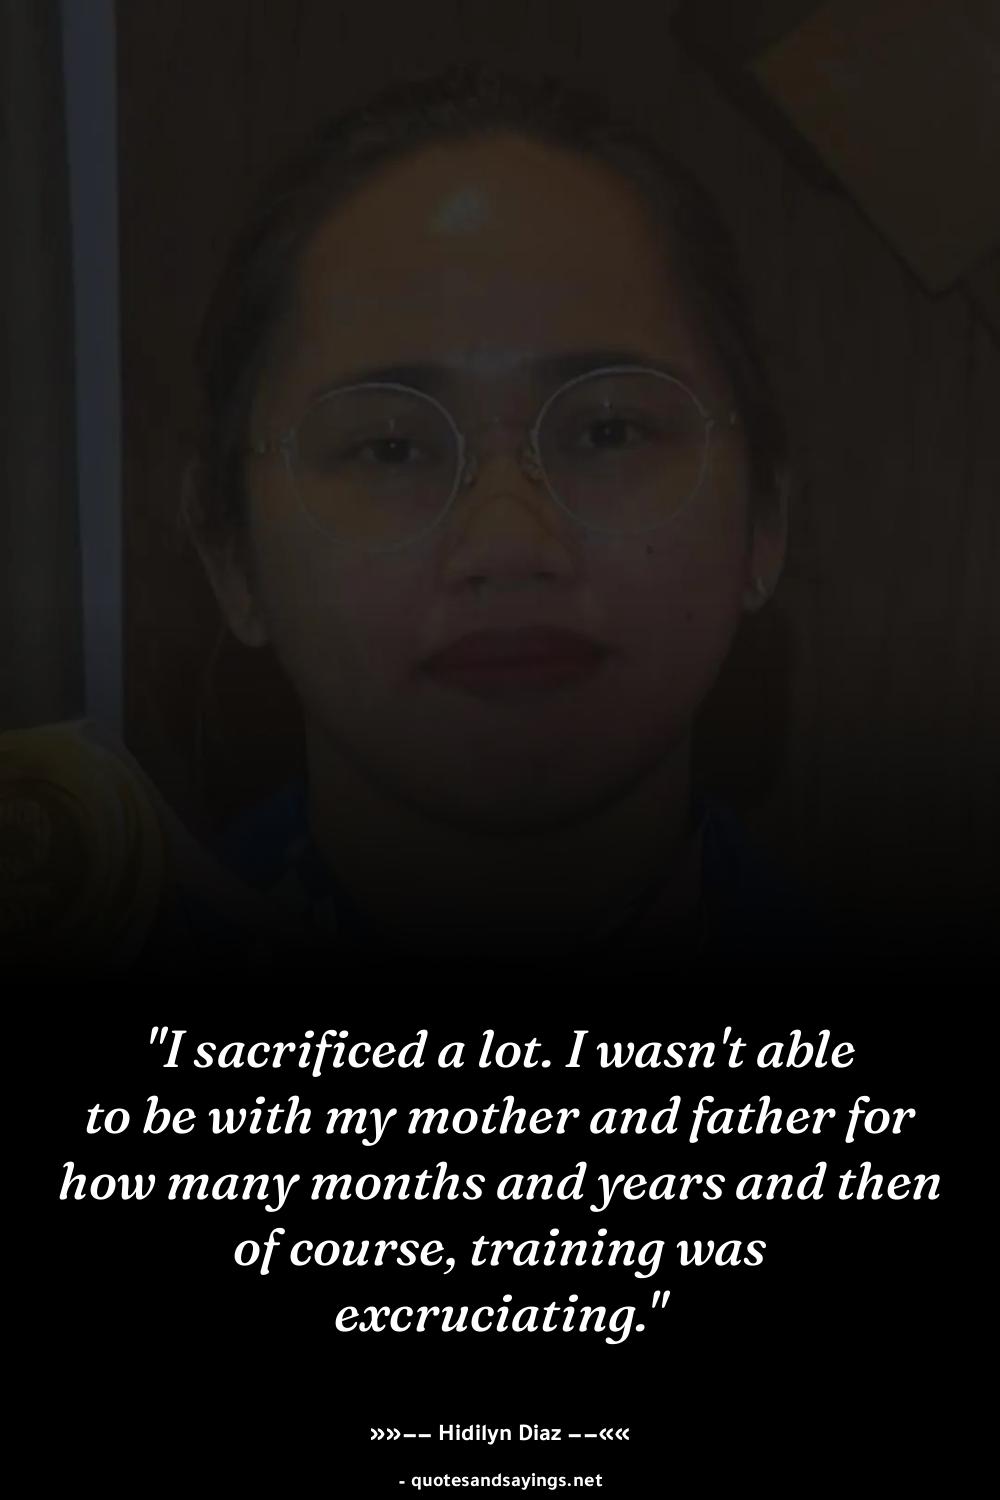 "I sacrificed a lot. I wasn't able
to be with my mother and father for
how many months and years and then
of course, training was
excruciating."
»»−− Hidilyn Diaz −−««
- quotesandsayings.net